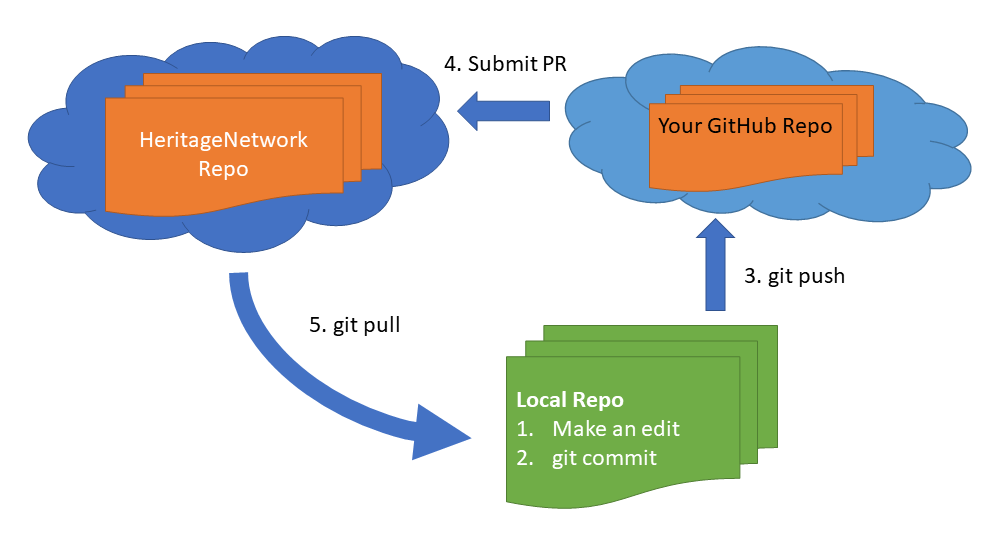 4. Submit PR
HeritageNetwork
Repo
Your GitHub Repo
3. git push
5. git pull
Local Repo
1. Make an edit
2. git commit